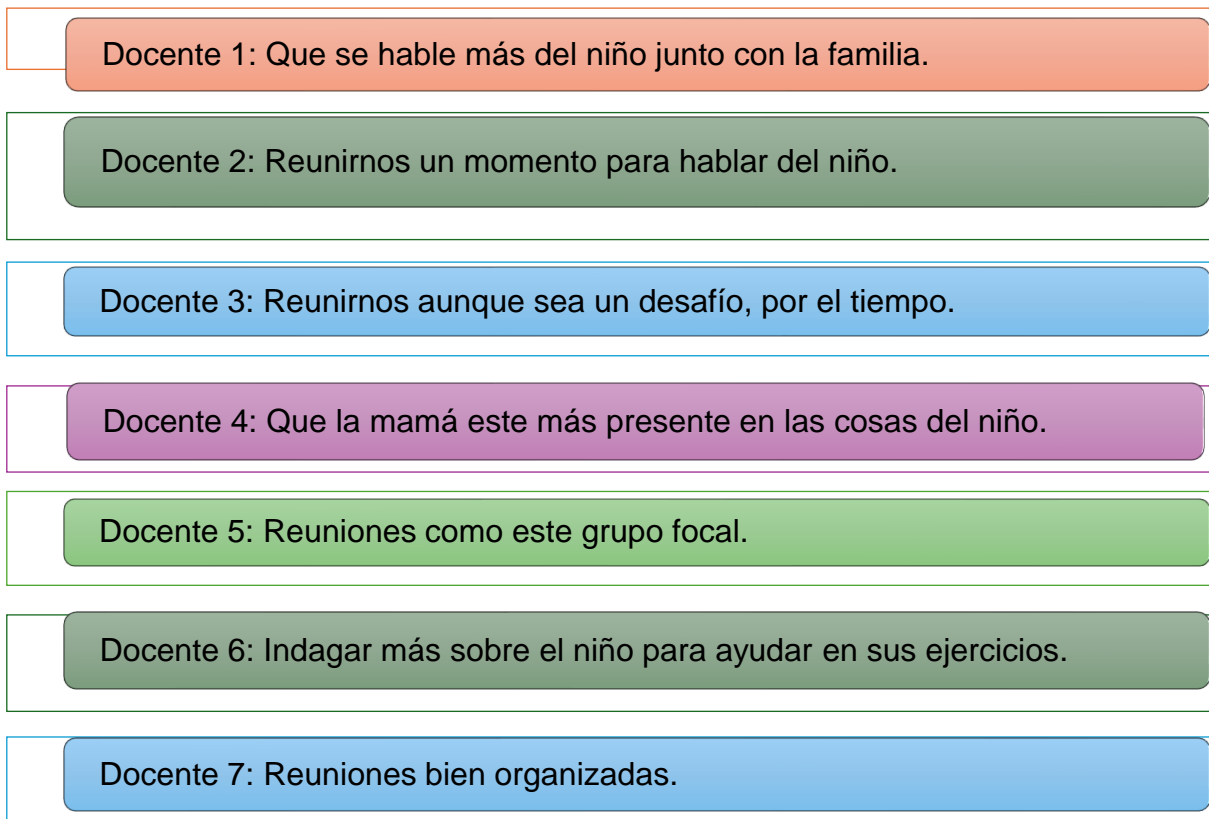 Docente 1: Que se hable más del niño junto con la familia.
Docente 2: Reunirnos un momento para hablar del niño.
Docente 3: Reunirnos aunque sea un desafío, por el tiempo.
Docente 4: Que la mamá este más presente en las cosas del niño.
Docente 5: Reuniones como este grupo focal.
Docente 6: Indagar más sobre el niño para ayudar en sus ejercicios.
Docente 7: Reuniones bien organizadas.